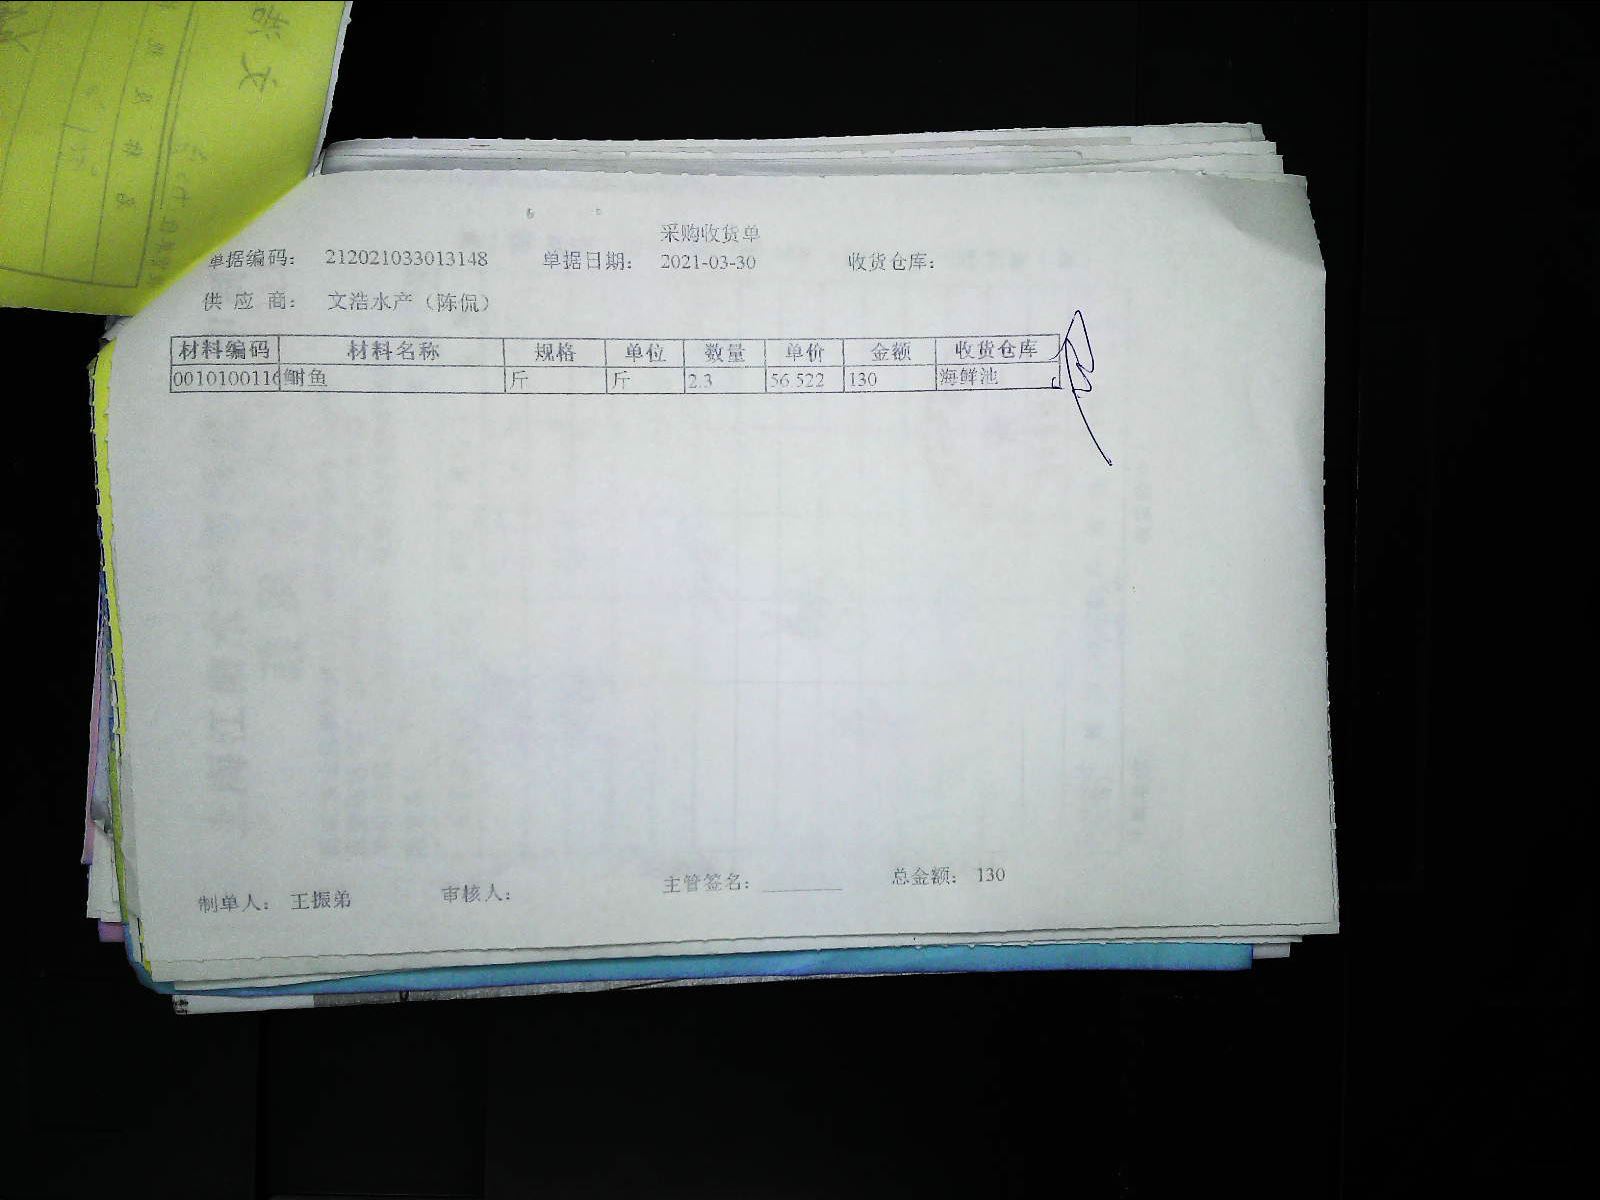 采购收货单
单据编码： 212021033013148 单据日期： 2021-03-30 收货仓库：
供 应 商： 文浩水产（陈侃）
材料编码 材料名称 规格 单位 数量 单价 金额 收货仓库
0010100116 鲥鱼 斤 斤 2.3 56.522 130 海鲜池
制单人： 王振弟 审核人： 主管签名： 总金额： 130